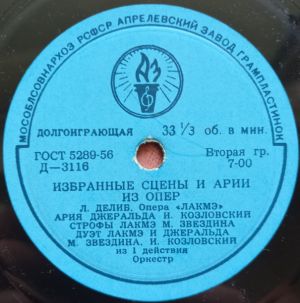 МОСОБЛСОВНАРХОЗ РСФСР АПРЕЛЕВСКИЙ ЗАВОД ГРАМПЛАСТИНОК
АЗ
ДОЛГОИГРАЮЩАЯ 33 1/3 об. в мин.
ГОСТ 5289-56 Вторая гр.
Д—3116 7-00
ИЗБРАННЫЕ СЦЕНЫ И АРИИ
ИЗ ОПЕР
Л. ДЕЛИБ. Опера «ЛАКМЭ»
АРИЯ ДЖЕРАЛЬДА И. КОЗЛОВСКИЙ
СТРОФЫ ЛАКМЭ М. ЗВЕЗДИНА
ДУЭТ ЛАКМЭ И ДЖЕРАЛЬДА
М. ЗВЕЗДИНА, И. КОЗЛОВСКИЙ
из 1 действия
Оркестр